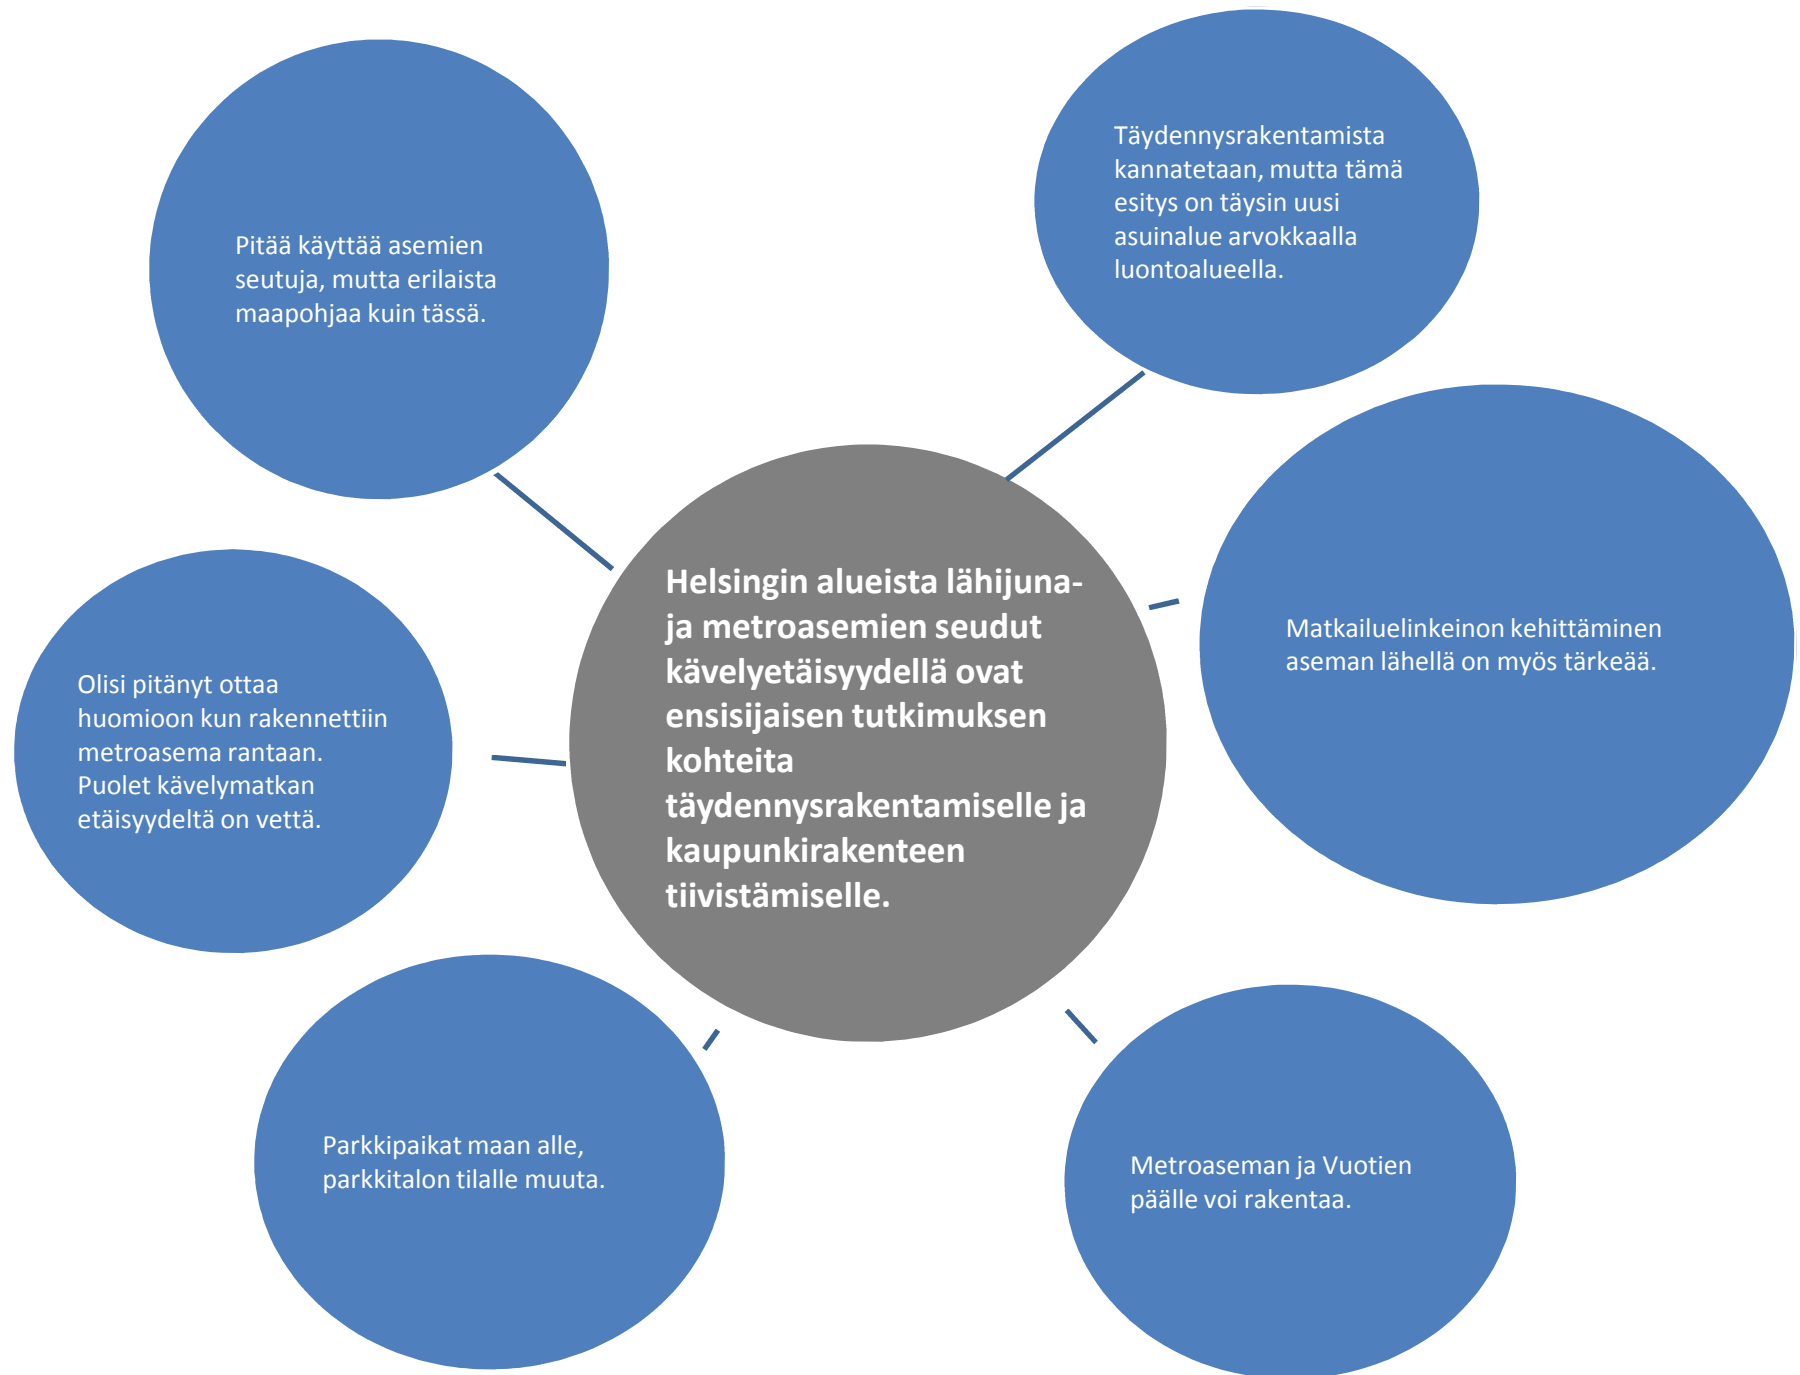 Pitää käyttää asemien
seutuja, mutta erilaista
maapohjaa kuin tässä.
Täydennysrakentamista
kannatetaan, mutta tämä
esitys on täysin uusi
asuinalue arvokkaalla
luontoalueella.
Helsingin alueista lähijuna-
ja metroasemien seudut
kävelyetäisyydellä ovat
ensisijaisen tutkimuksen
kohteita
täydennysrakentamiselle ja
kaupunkirakenteen
tiivistämiselle.
Matkailuelinkeinon kehittäminen
aseman lähellä on myös tärkeää.
Olisi pitänyt ottaa
huomioon kun rakennettiin
metroasema rantaan.
Puolet kävelymatkan
etäisyydeltä on vettä.
Parkkipaikat maan alle,
parkkitalon tilalle muuta.
Metroaseman ja Vuotien
päälle voi rakentaa.